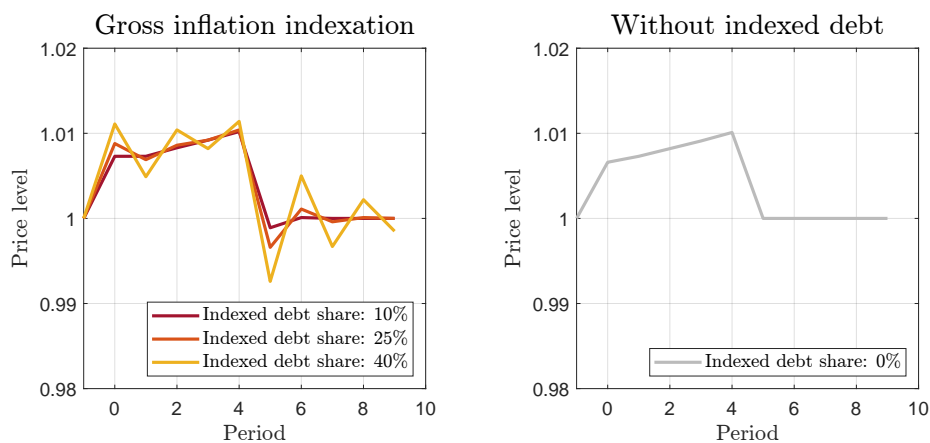 Gross inflation indexation
1.02
1.01
1
0.99
0.98
Price level
0
2
4
6
8
10
Period
Indexed debt share: 10%
Indexed debt share: 25%
Indexed debt share: 40%
Without indexed debt
1.02
1.01
1
0.99
0.98
Price level
0
2
4
6
8
10
Period
Indexed debt share: 0%